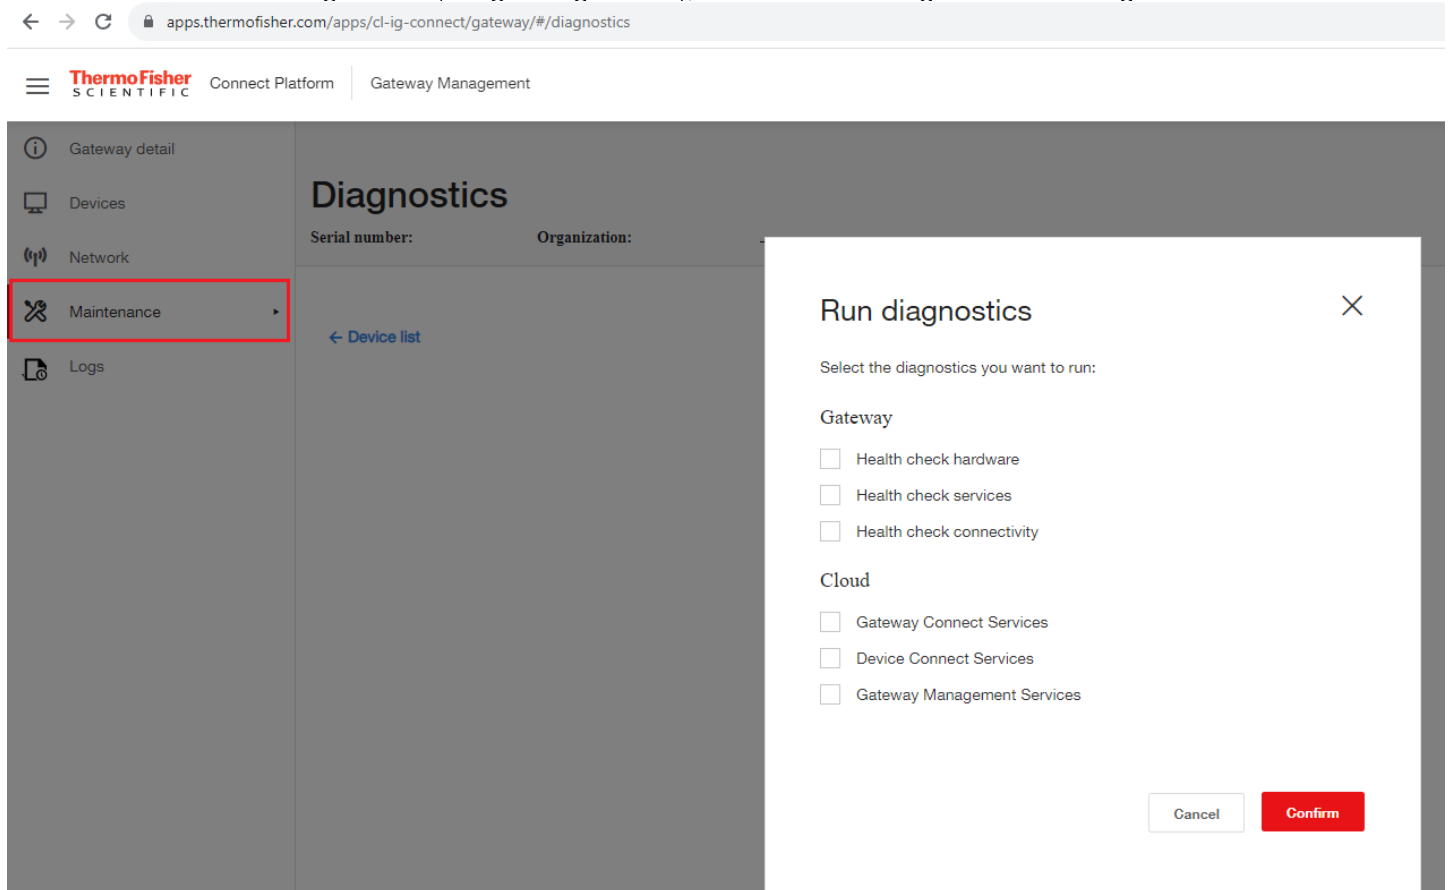 apps.thermofisher.com/apps/cl-ig-connect/gateway/#/diagnostics
ThermoFisher
SCIENTIFIC
Connect Platform
Gateway Management
Gateway detail
Devices
Network
Maintenance
Logs
Diagnostics
Serial number:
Organization:
← Device list
Run diagnostics
Select the diagnostics you want to run:
Gateway
Health check hardware
Health check services
Health check connectivity
Cloud
Gateway Connect Services
Device Connect Services
Gateway Management Services
Cancel
Confirm